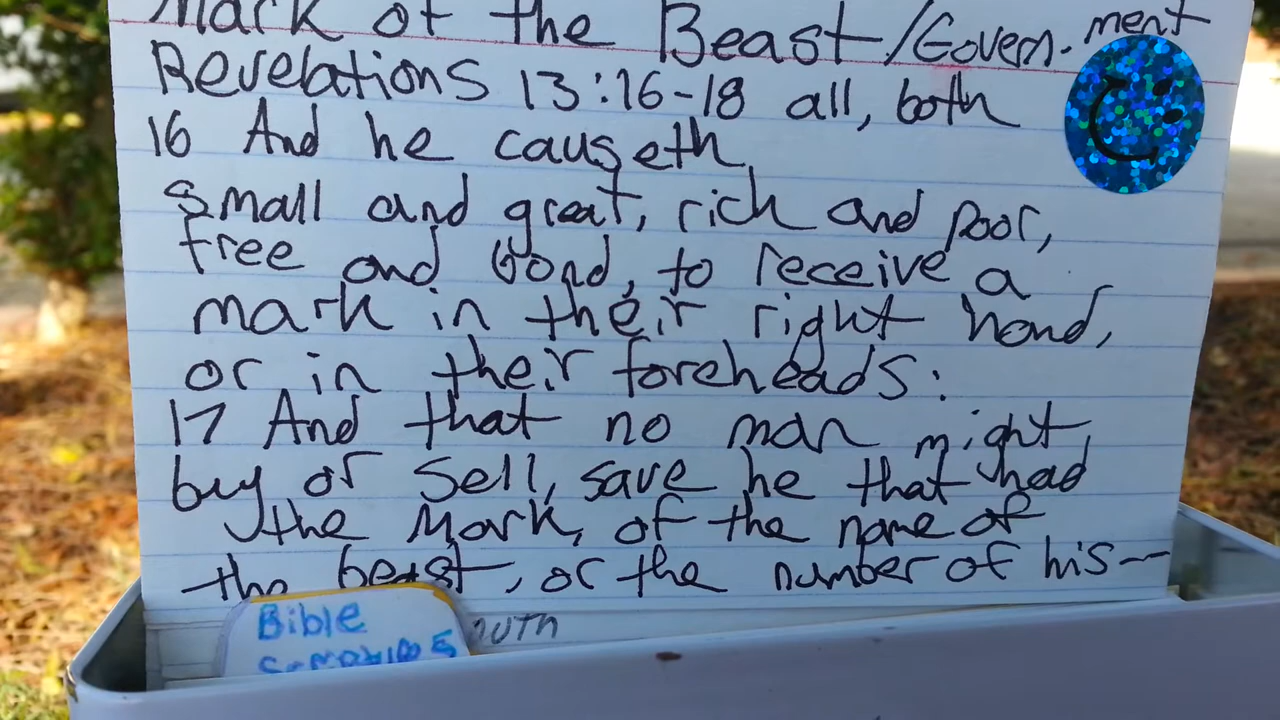 Mark of the Beast/Govern-ment
Revelations 13:16-18 all, both
16 And he causeth
small and great, rich and poor,
free and bond, to receive a
mark in their right hand,
or in their foreheads:
17 And that no man might
buy or sell, save he that had
the mark, of the name of
the beast, or the number of his—
Bible